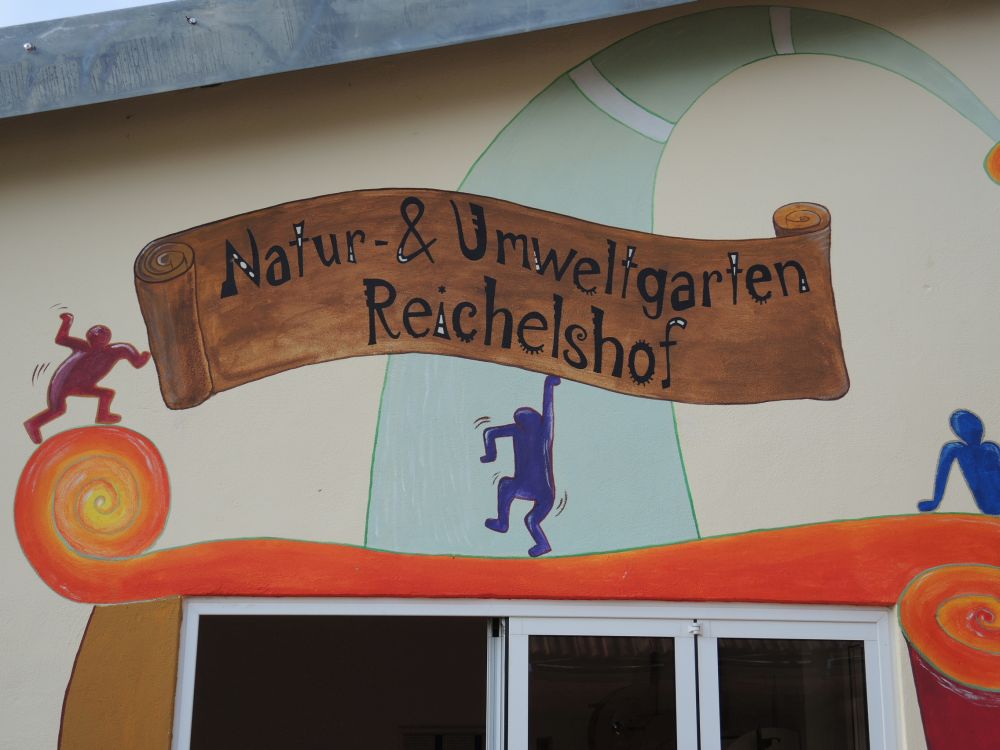 Natur- & Umweltgarten
Reichelshof